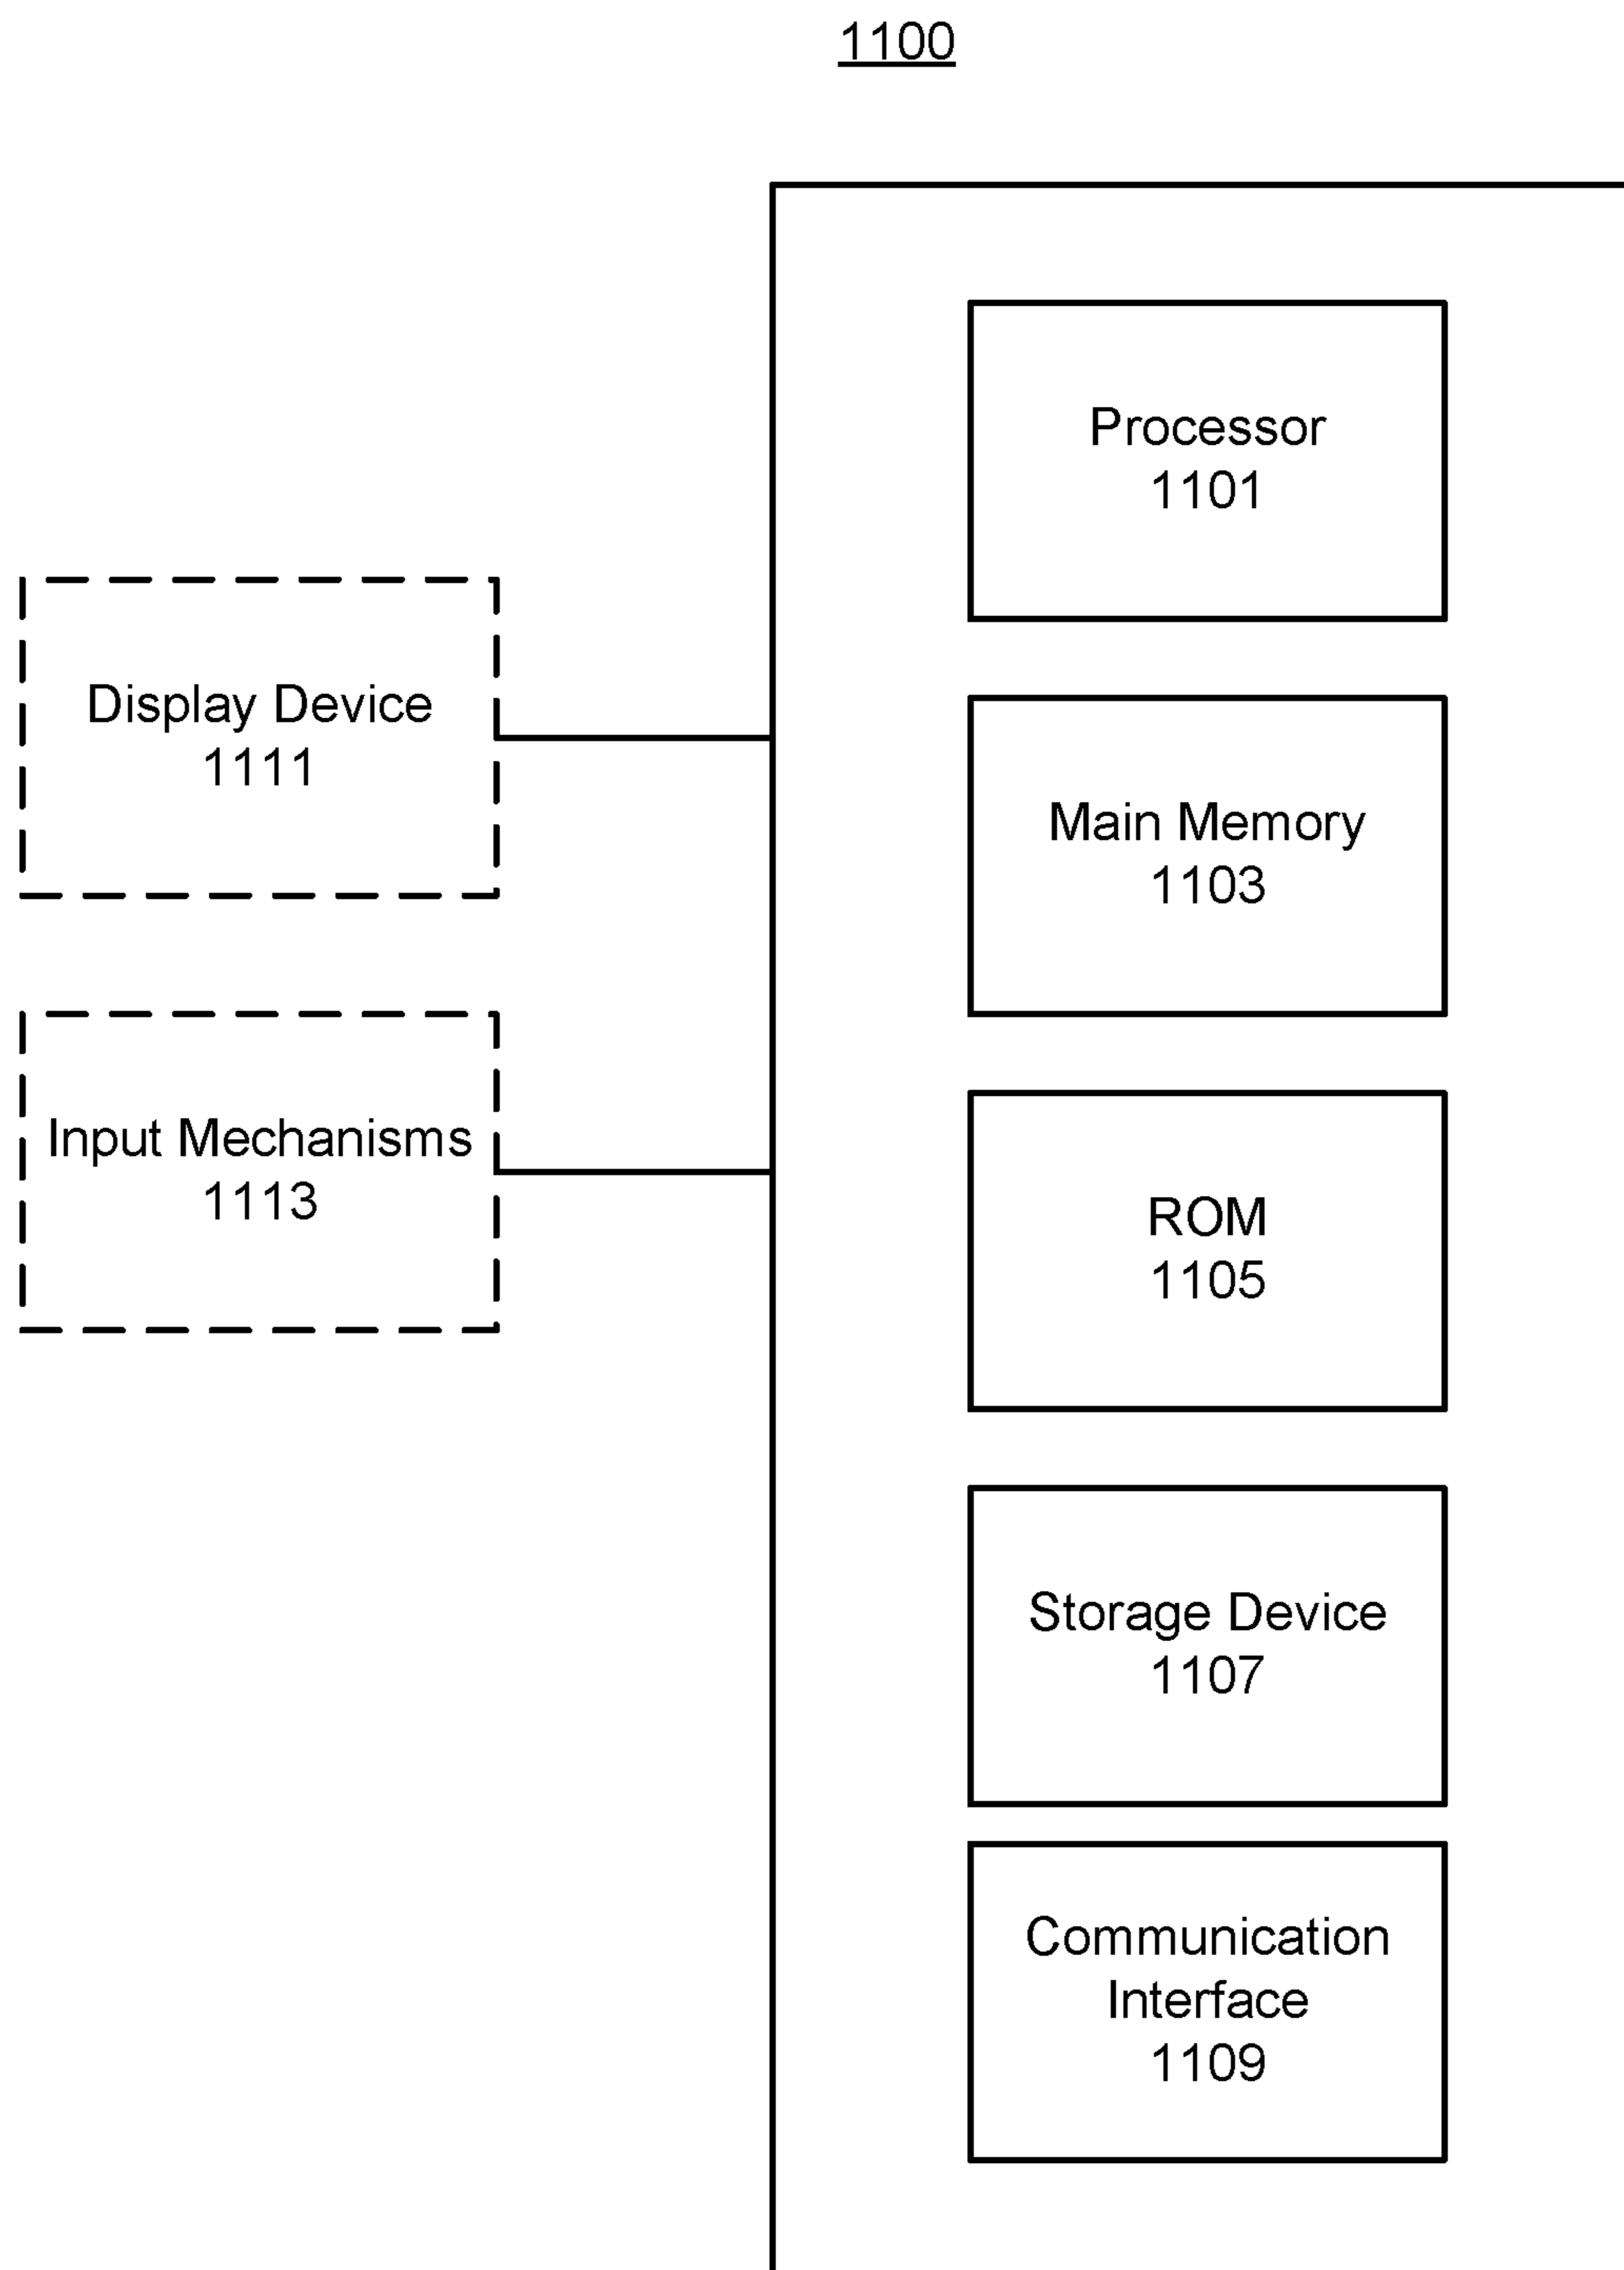 1100
Processor
1101
Display Device
1111
Main Memory
1103
Input Mechanisms
1113
ROM
1105
Storage Device
1107
Communication
Interface
1109